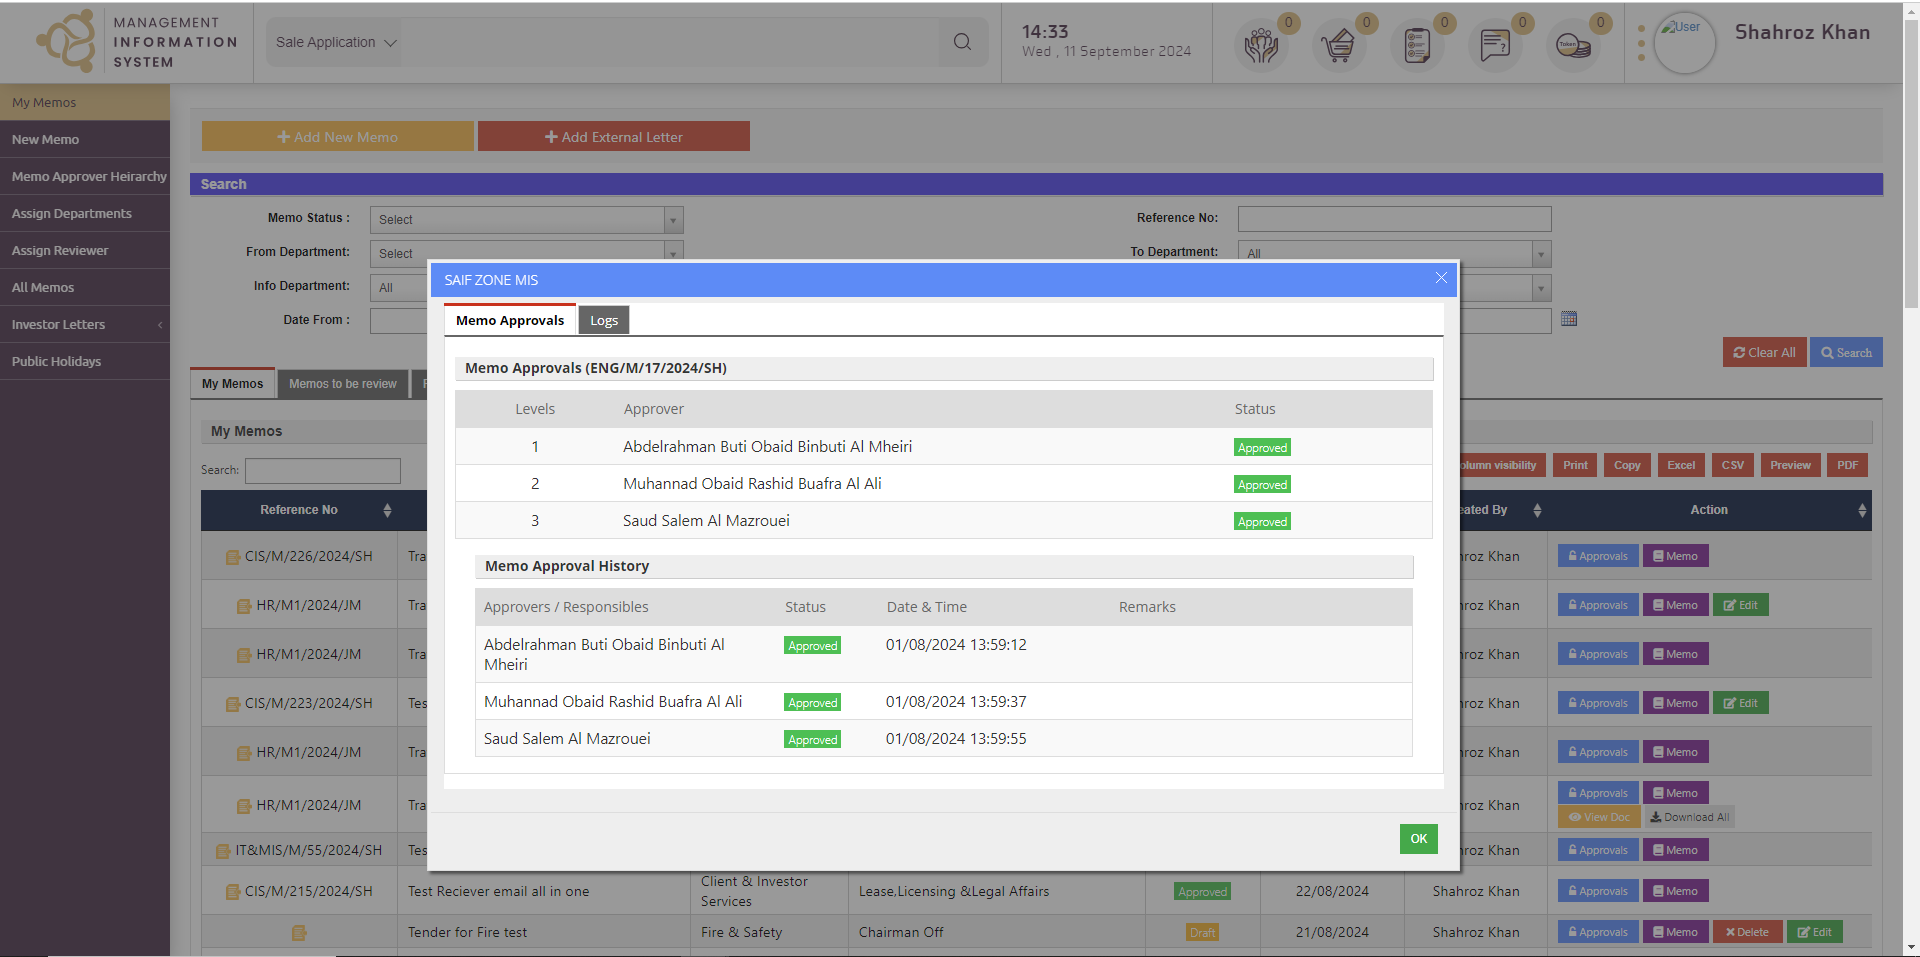 MANAGEMENT
INFORMATION
SYSTEM
Sale Application
14:33
Wed , 11 September 2024
0
0
0
0
0
Token
User
Shahroz Khan
My Memos
New Memo
Memo Approver Heirarchy
Assign Departments
Assign Reviewer
All Memos
Investor Letters
Public Holidays
Add New Memo
Add External Letter
Search
Memo Status :
Select
Reference No:
From Department:
Select
To Department:
All
Info Department:
All
Date From :
Clear All
Search
My Memos
Memos to be review
My Memos
Search:
olumn visibility
Print
Copy
Excel
CSV
Preview
PDF
Reference No
eated By
Action
CIS/M/226/2024/SH
Tra
hroz Khan
Approvals
Memo
HR/M1/2024/JM
Tra
hroz Khan
Approvals
Memo
Edit
HR/M1/2024/JM
Tra
hroz Khan
Approvals
Memo
CIS/M/223/2024/SH
Tes
hroz Khan
Approvals
Memo
Edit
HR/M1/2024/JM
Tra
hroz Khan
Approvals
Memo
HR/M1/2024/JM
Tra
hroz Khan
Approvals
Memo
View Doc
Download All
IT&MIS/M/55/2024/SH
Tes
hroz Khan
Approvals
Memo
CIS/M/215/2024/SH
Test Reciever email all in one
Client & Investor
Services
Lease,Licensing &Legal Affairs
Approved
22/08/2024
Shahroz Khan
Approvals
Memo
Tender for Fire test
Fire & Safety
Chairman Off
Draft
21/08/2024
Shahroz Khan
Approvals
Memo
Delete
Edit
SAIF ZONE MIS
Memo Approvals
Logs
Memo Approvals (ENG/M/17/2024/SH)
Levels
Approver
Status
1
Abdelrahman Buti Obaid Binbuti Al Mheiri
Approved
2
Muhannad Obaid Rashid Buafra Al Ali
Approved
3
Saud Salem Al Mazrouei
Approved
Memo Approval History
Approvers / Responsibles
Status
Date & Time
Remarks
Abdelrahman Buti Obaid Binbuti Al
Mheiri
Approved
01/08/2024 13:59:12
Muhannad Obaid Rashid Buafra Al Ali
Approved
01/08/2024 13:59:37
Saud Salem Al Mazrouei
Approved
01/08/2024 13:59:55
OK